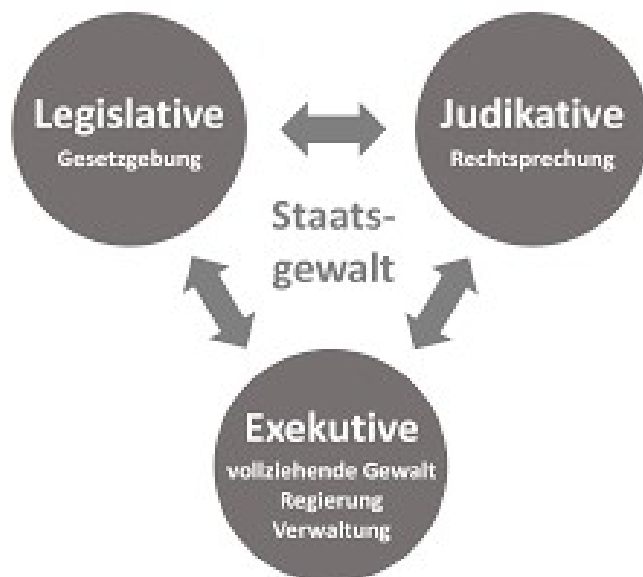 Legislative
Gesetzgebung
Judikative
Rechtsprechung
Staats-
gewalt
Exekutive
vollziehende Gewalt
Regierung
Verwaltung